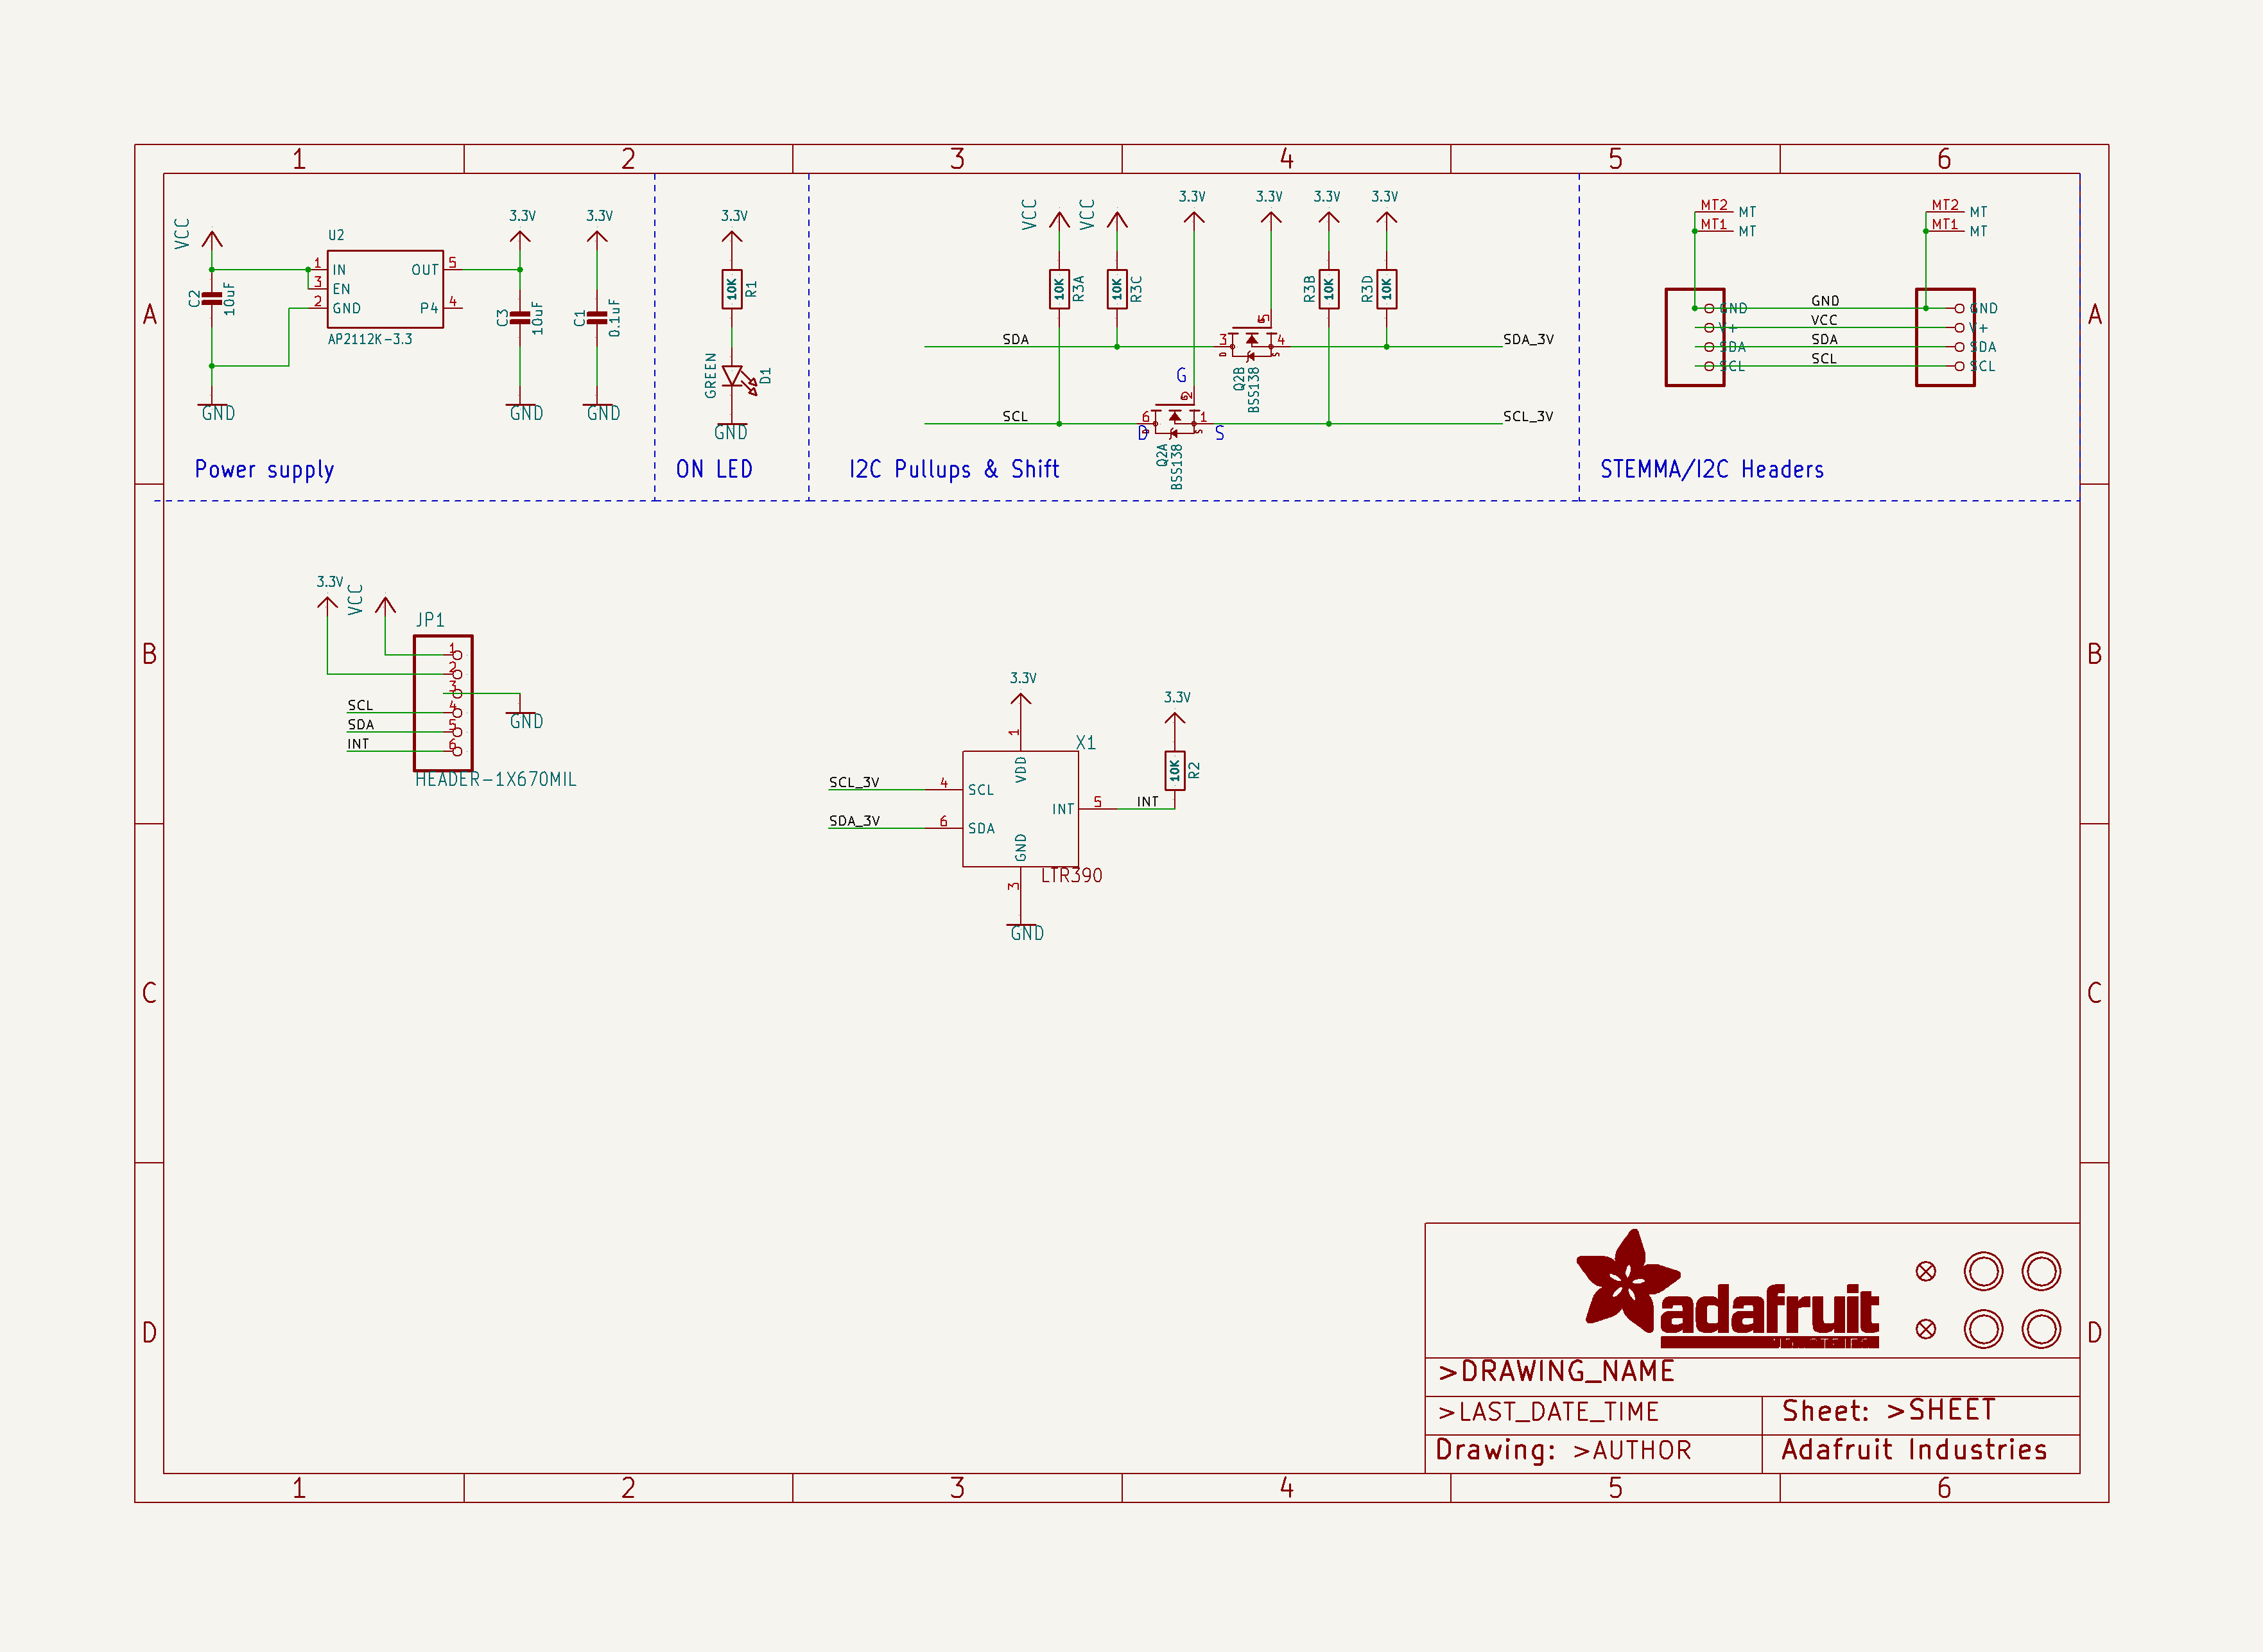 1 2 3 4 5 6
A
VCC
C2
10uF
GND
U2
1 IN
3 EN
2 GND
OUT 5
P4 4
AP2112K-3.3
3.3V
C3
10uF
GND
3.3V
C1
0.1uF
GND
Power supply
3.3V
10K
R1
GREEN
D1
GND
ON LED
VCC
10K
R3A
VCC
10K
R3C
3.3V
3.3V
3.3V
R3B
10K
3.3V
R3D
10K
SDA
3
5
4
D
S
Q2B
BSS138
SDA_3V
G
2
SCL
6
1
D
S
Q2A
BSS138
SCL_3V
I2C Pullups & Shift
MT2 MT
MT1 MT
GND
V+
SDA
SCL
GND
VCC
SDA
SCL
MT2 MT
MT1 MT
GND
V+
SDA
SCL
STEMMA/I2C Headers
A
B
3.3V
VCC
JP1
1
2
3
4
5
6
SCL
SDA
INT
GND
HEADER-1X670MIL
3.3V
1
VDD
X1
SCL_3V 4 SCL
SDA_3V 6 SDA
INT 5 INT
GND
3
LTR390
GND
3.3V
10K
R2
B
C
C
D
adafruit
>DRAWING_NAME
>LAST_DATE_TIME
Sheet: >SHEET
Drawing: >AUTHOR
Adafruit Industries
D
1 2 3 4 5 6